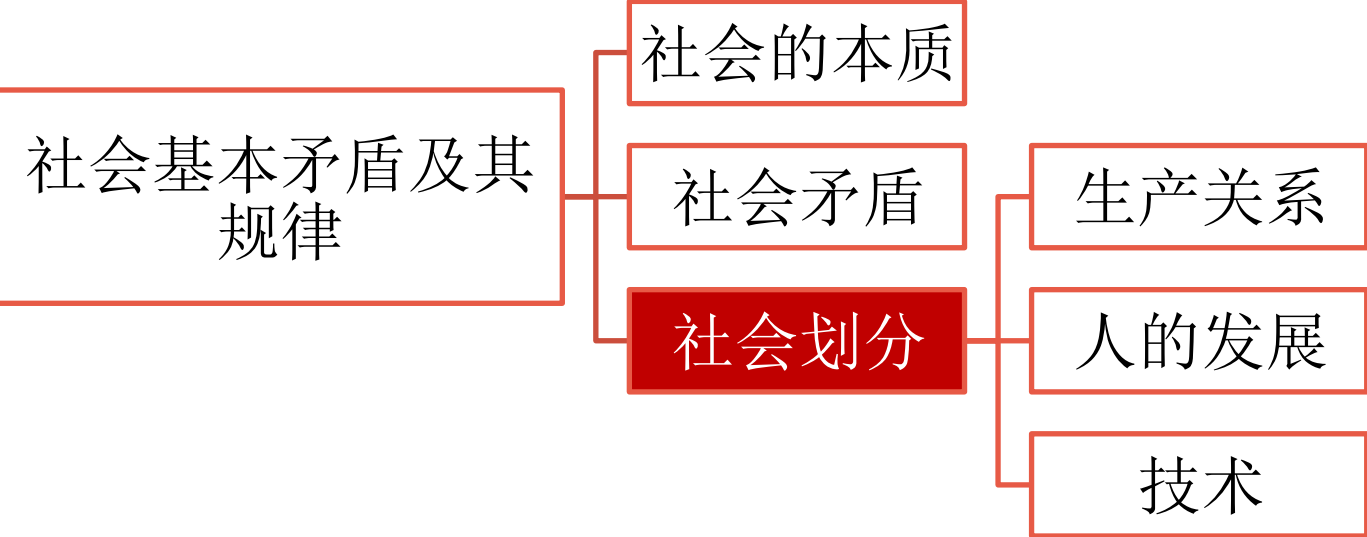 社会基本矛盾及其
规律
社会的本质
社会矛盾
社会划分
生产关系
人的发展
技术